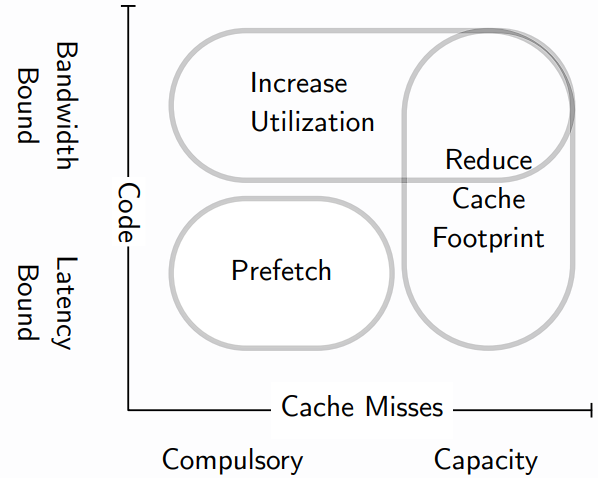 Bandwidth
Bound
Increase
Utilization
Reduce
Cache
Footprint
Code
Latency
Bound
Prefetch
Cache Misses
Compulsory
Capacity